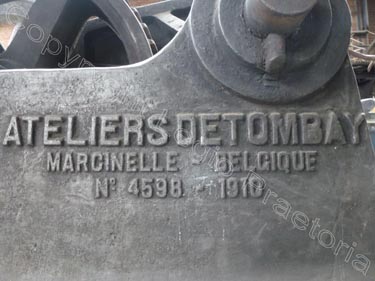 ATELIERS DETOMBAY
MARCINELLE - BELGIQUE
N° 4598 - 1910